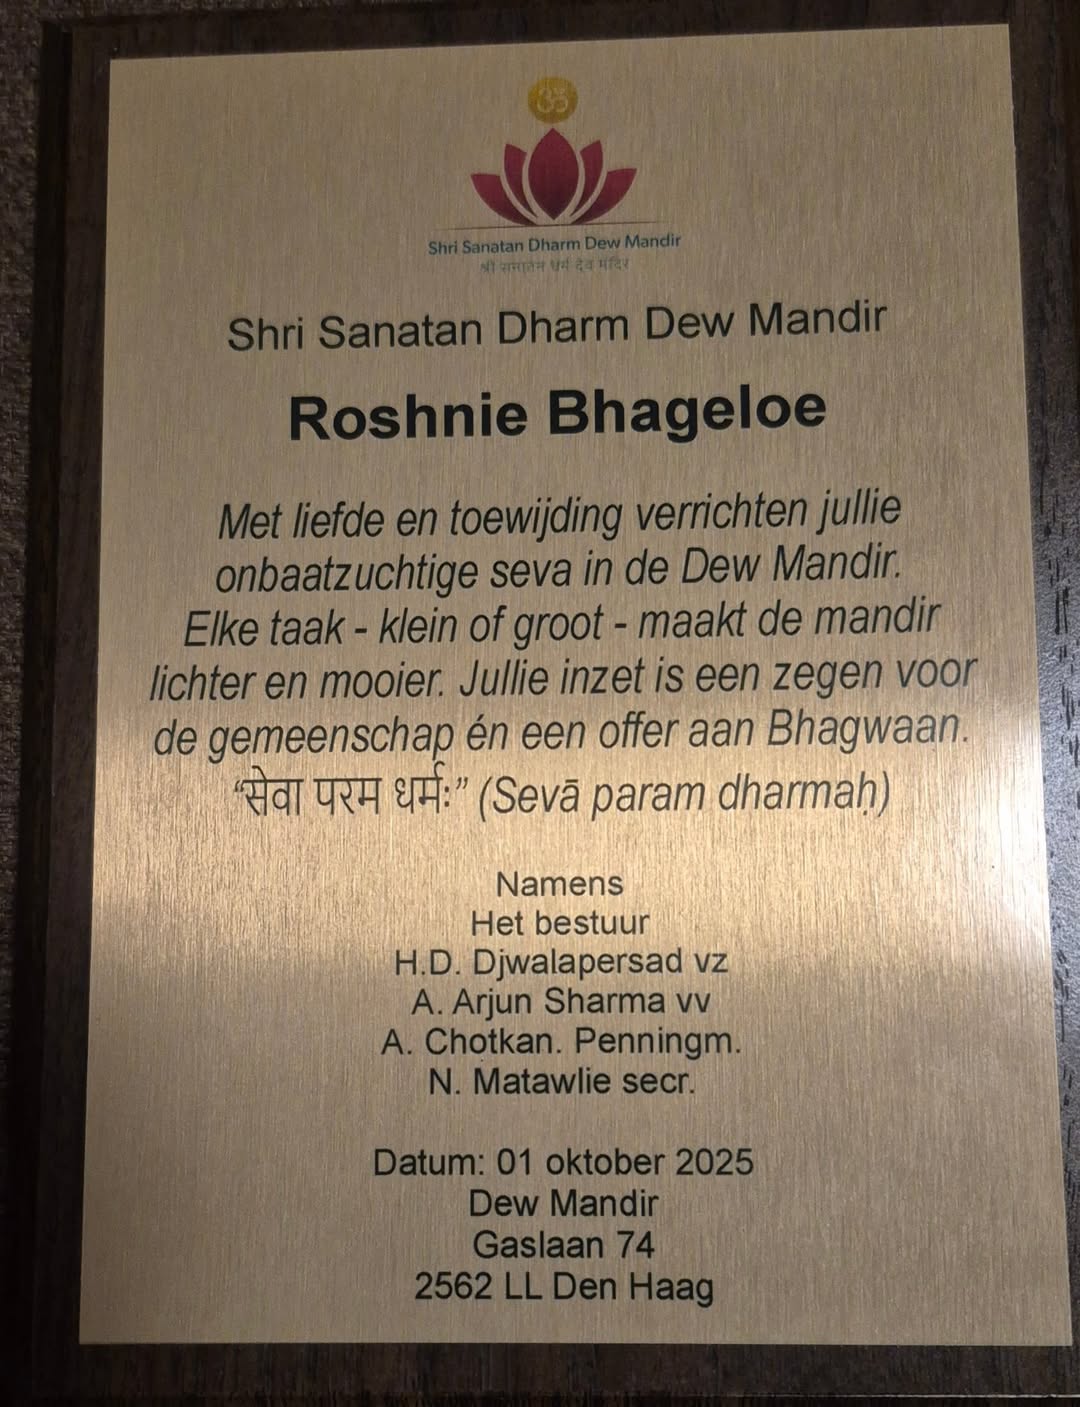 ॐ
Shri Sanatan Dharm Dew Mandir
श्री सनातन धर्म देव मंदिर
Shri Sanatan Dharm Dew Mandir
Roshnie Bhageloe
Met liefde en toewijding verrichten jullie
onbaatzuchtige seva in de Dew Mandir.
Elke taak - klein of groot - maakt de mandir
lichter en mooier. Jullie inzet is een zegen voor
de gemeenschap én een offer aan Bhagwaan.
“सेवा परम धर्मः” (Sevā param dharmaḥ)
Namens
Het bestuur
H.D. Djwalapersad vz
A. Arjun Sharma vv
A. Chotkan. Penningm.
N. Matawlie secr.
Datum: 01 oktober 2025
Dew Mandir
Gaslaan 74
2562 LL Den Haag